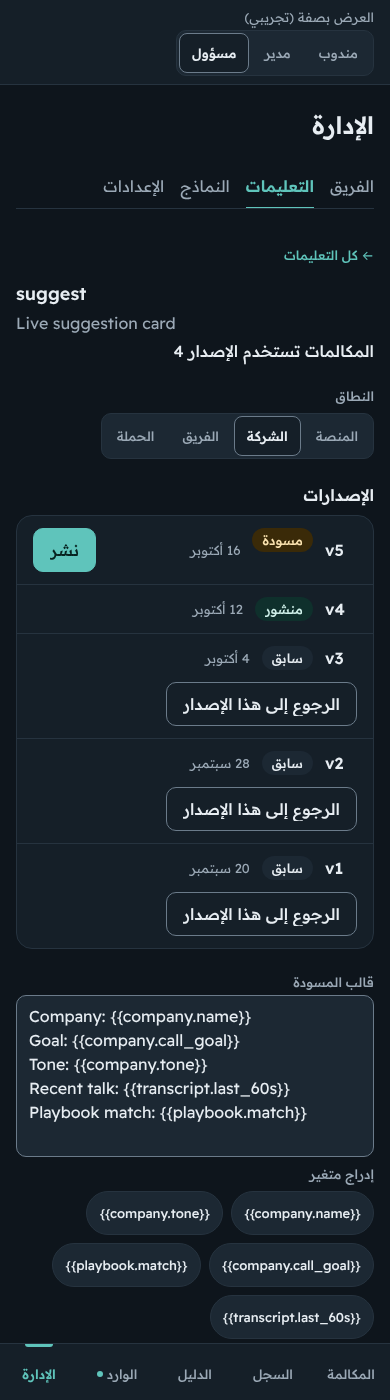 العرض بصفة (تجريبي)
مندوب مدير مسؤول
الإدارة
الفريق التعليمات النماذج الإعدادات
← كل التعليمات
suggest
Live suggestion card
المكالمات تستخدم الإصدار 4
النطاق
المنصة الشركة الفريق الحملة
الإصدارات
v5 مسودة 16 أكتوبر نشر
v4 منشور 12 أكتوبر
v3 سابق 4 أكتوبر
الرجوع إلى هذا الإصدار
v2 سابق 28 سبتمبر
الرجوع إلى هذا الإصدار
v1 سابق 20 سبتمبر
الرجوع إلى هذا الإصدار
قالب المسودة
Company: {{company.name}}
Goal: {{company.call_goal}}
Tone: {{company.tone}}
Recent talk: {{transcript.last_60s}}
Playbook match: {{playbook.match}}
إدراج متغير
{{company.name}} {{company.tone}}
{{company.call_goal}} {{playbook.match}}
{{transcript.last_60s}}
المكالمة السجل الدليل الوارد الإدارة